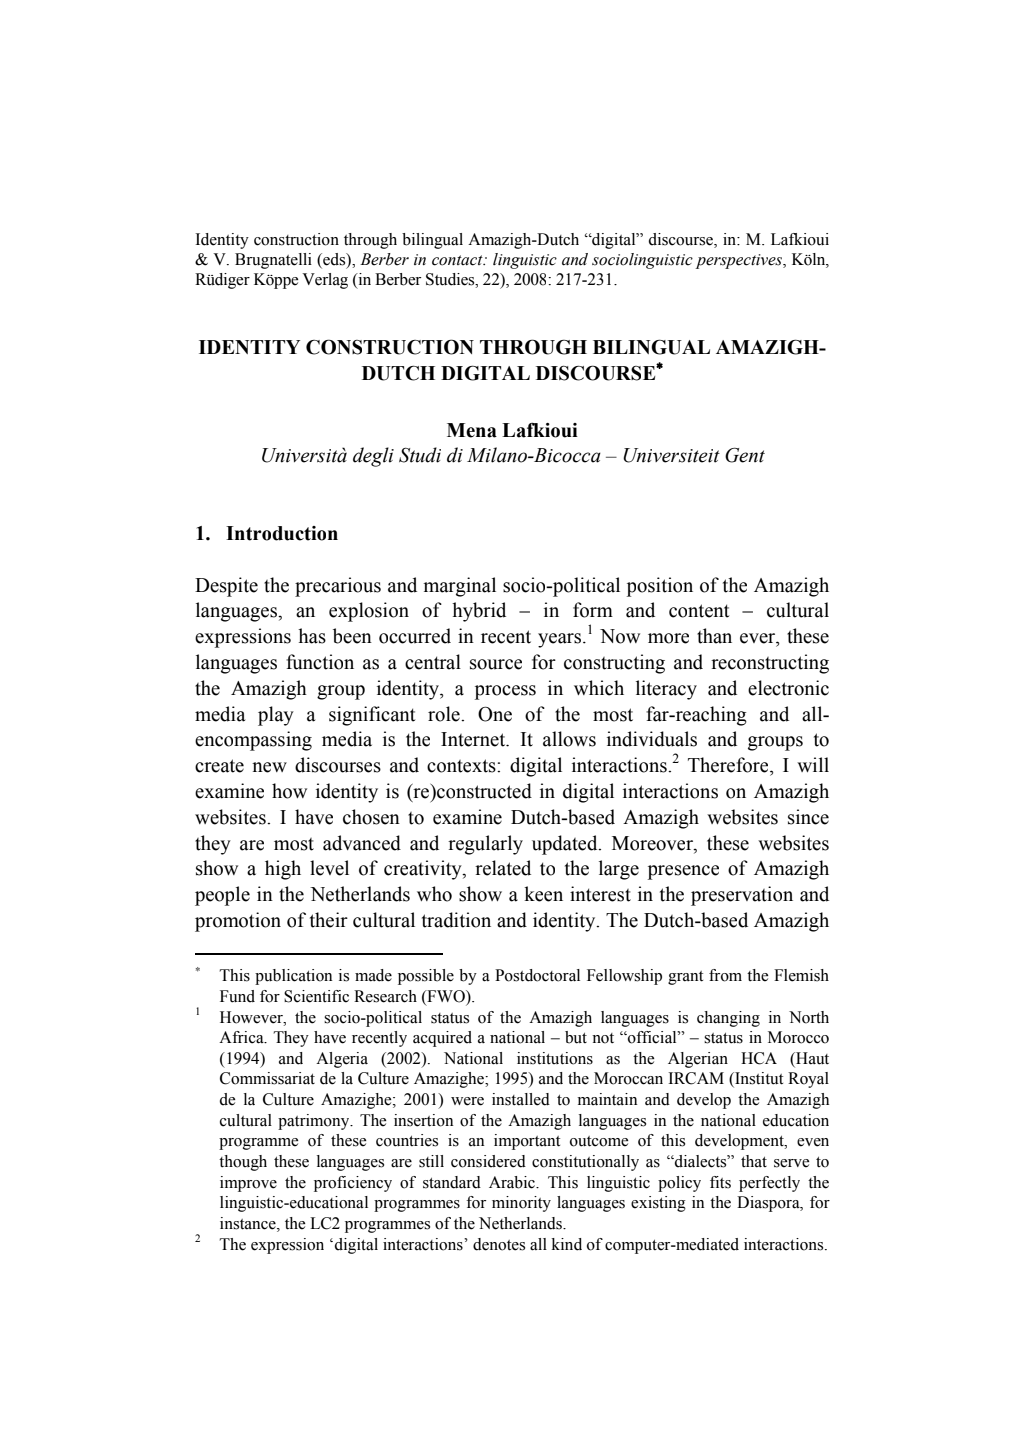 Identity construction through bilingual Amazigh-Dutch “digital” discourse, in: M. Lafkioui
& V. Brugnatelli (eds), Berber in contact: linguistic and sociolinguistic perspectives, Köln,
Rüdiger Köppe Verlag (in Berber Studies, 22), 2008: 217-231.
IDENTITY CONSTRUCTION THROUGH BILINGUAL AMAZIGH-
DUTCH DIGITAL DISCOURSE*
Mena Lafkioui
Università degli Studi di Milano-Bicocca – Universiteit Gent
1. Introduction
Despite the precarious and marginal socio-political position of the Amazigh
languages, an explosion of hybrid – in form and content – cultural
expressions has been occurred in recent years.1 Now more than ever, these
languages function as a central source for constructing and reconstructing
the Amazigh group identity, a process in which literacy and electronic
media play a significant role. One of the most far-reaching and all-
encompassing media is the Internet. It allows individuals and groups to
create new discourses and contexts: digital interactions.2 Therefore, I will
examine how identity is (re)constructed in digital interactions on Amazigh
websites. I have chosen to examine Dutch-based Amazigh websites since
they are most advanced and regularly updated. Moreover, these websites
show a high level of creativity, related to the large presence of Amazigh
people in the Netherlands who show a keen interest in the preservation and
promotion of their cultural tradition and identity. The Dutch-based Amazigh
* This publication is made possible by a Postdoctoral Fellowship grant from the Flemish
Fund for Scientific Research (FWO).
1 However, the socio-political status of the Amazigh languages is changing in North
Africa. They have recently acquired a national – but not “official” – status in Morocco
(1994) and Algeria (2002). National institutions as the Algerian HCA (Haut
Commissariat de la Culture Amazighe; 1995) and the Moroccan IRCAM (Institut Royal
de la Culture Amazighe; 2001) were installed to maintain and develop the Amazigh
cultural patrimony. The insertion of the Amazigh languages in the national education
programme of these countries is an important outcome of this development, even
though these languages are still considered constitutionally as “dialects” that serve to
improve the proficiency of standard Arabic. This linguistic policy fits perfectly the
linguistic-educational programmes for minority languages existing in the Diaspora, for
instance, the LC2 programmes of the Netherlands.
2 The expression ‘digital interactions’ denotes all kind of computer-mediated interactions.